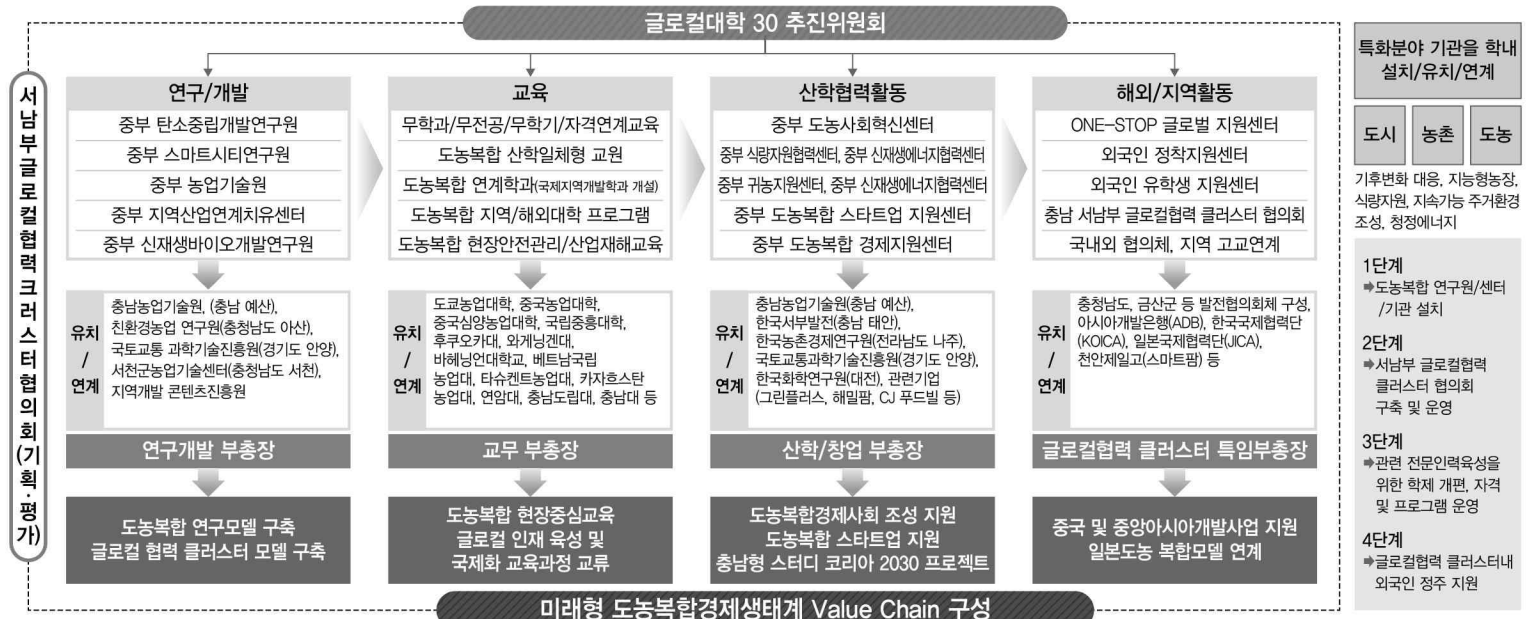 글로컬대학 30 추진위원회
서남부글로컬협력크러스터협의회(기획·평가)
연구/개발
중부 탄소중립개발연구원
중부 스마트시티연구원
중부 농업기술원
중부 지역산업연계치유센터
중부 신재생바이오개발연구원
유치
/
연계
충남농업기술원, (충남 예산),
친환경농업 연구원(충청남도 아산),
국토교통 과학기술진흥원(경기도 안양),
서천군농업기술센터(충청남도 서천),
지역개발 콘텐츠진흥원
연구개발 부총장
도농복합 연구모델 구축
글로컬 협력 클러스터 모델 구축
교육
무학과/무전공/무학기/자격연계교육
도농복합 산학일체형 교원
도농복합 연계학과(국제지역개발학과 개설)
도농복합 지역/해외대학 프로그램
도농복합 현장안전관리/산업재해교육
유치
/
연계
도쿄농업대학, 중국농업대학,
중국심양농업대학, 국립중흥대학,
후쿠오카대, 와게닝겐대,
바헤닝언대학교, 베트남국립
농업대, 타슈켄트농업대, 카자흐스탄
농업대, 연암대, 충남도립대, 충남대 등
교무 부총장
도농복합 현장중심교육
글로컬 인재 육성 및
국제화 교육과정 교류
산학협력활동
중부 도농사회혁신센터
중부 식량자원협력센터, 중부 신재생에너지협력센터
중부 귀농지원센터, 중부 신재생에너지협력센터
중부 도농복합 스타트업 지원센터
중부 도농복합 경제지원센터
유치
/
연계
충남농업기술원(충남 예산),
한국서부발전(충남 태안),
한국농촌경제연구원(전라남도 나주),
국토교통과학기술진흥원(경기도 안양),
한국화학연구원(대전), 관련기업
(그린플러스, 해밀팜, CJ 푸드빌 등)
산학/창업 부총장
도농복합경제사회 조성 지원
도농복합 스타트업 지원
충남형 스터디 코리아 2030 프로젝트
해외/지역활동
ONE-STOP 글로벌 지원센터
외국인 정착지원센터
외국인 유학생 지원센터
충남 서남부 글로컬협력 클러스터 협의회
국내외 협의체, 지역 고교연계
유치
/
연계
충청남도, 금산군 등 발전협의회체 구성,
아시아개발은행(ADB), 한국국제협력단
(KOICA), 일본국제협력단(JICA),
천안제일고(스마트팜) 등
글로컬협력 클러스터 특임부총장
중국 및 중앙아시아개발사업 지원
일본도농 복합모델 연계
미래형 도농복합경제생태계 Value Chain 구성
특화분야 기관을 학내
설치/유치/연계
도시 농촌 도농
기후변화 대응, 지능형농장,
식량자원, 지속가능 주거환경
조성, 청정에너지
1단계
➡도농복합 연구원/센터
/기관 설치
2단계
➡서남부 글로컬협력
클러스터 협의회
구축 및 운영
3단계
➡관련 전문인력육성을
위한 학제 개편, 자격
및 프로그램 운영
4단계
➡글로컬협력 클러스터내
외국인 정주 지원